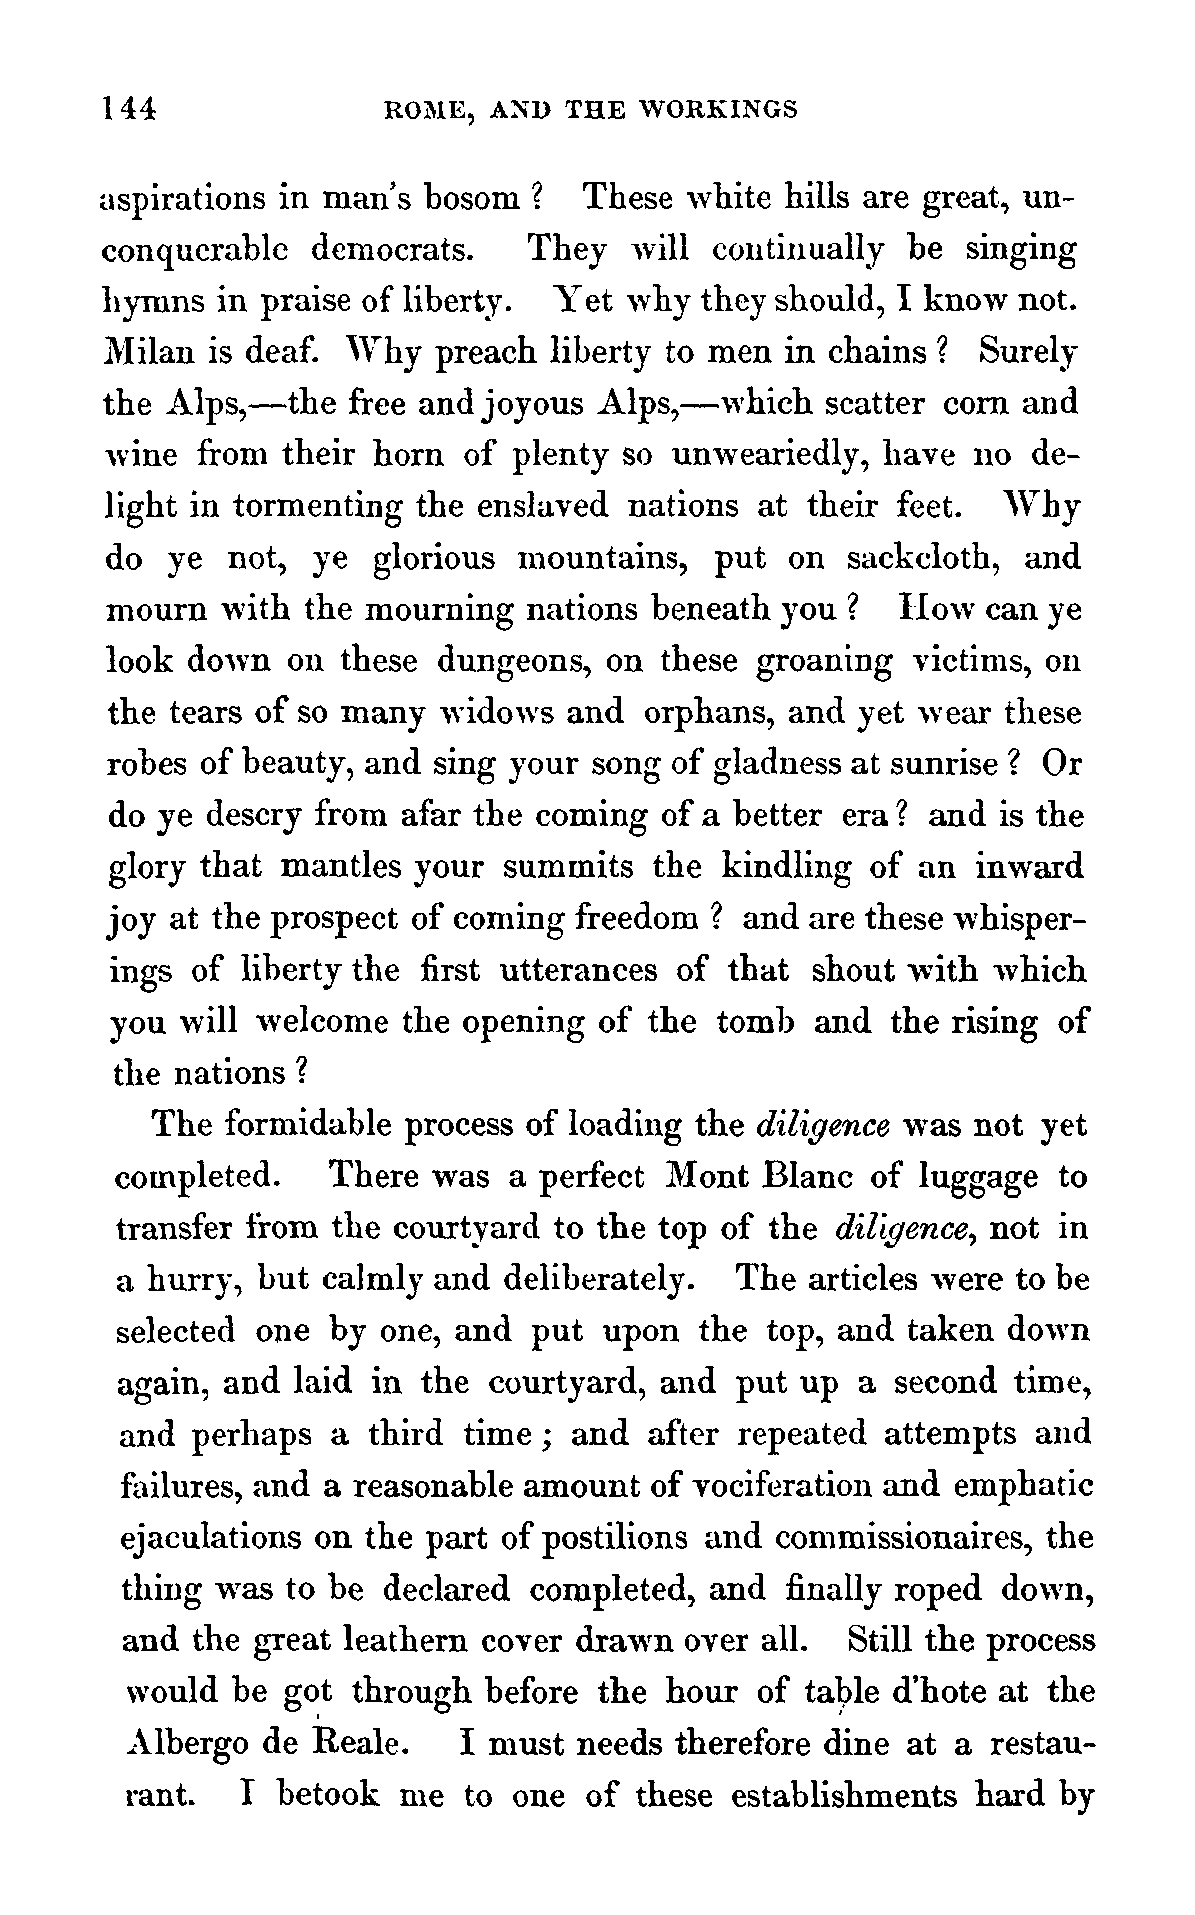 144 ROME, AND THE WORKINGS
aspirations in man's bosom ? These white hills are great, un-
conquerable democrats. They will continually be singing
hymns in praise of liberty. Yet why they should, I know not.
Milan is deaf. Why preach liberty to men in chains ? Surely
the Alps,—the free and joyous Alps,—which scatter corn and
wine from their horn of plenty so unweariedly, have no de-
light in tormenting the enslaved nations at their feet. Why
do ye not, ye glorious mountains, put on sackcloth, and
mourn with the mourning nations beneath you ? How can ye
look down on these dungeons, on these groaning victims, on
the tears of so many widows and orphans, and yet wear these
robes of beauty, and sing your song of gladness at sunrise ? Or
do ye descry from afar the coming of a better era ? and is the
glory that mantles your summits the kindling of an inward
joy at the prospect of coming freedom ? and are these whisper-
ings of liberty the first utterances of that shout with which
you will welcome the opening of the tomb and the rising of
the nations ?
The formidable process of loading the diligence was not yet
completed. There was a perfect Mont Blanc of luggage to
transfer from the courtyard to the top of the diligence, not in
a hurry, but calmly and deliberately. The articles were to be
selected one by one, and put upon the top, and taken down
again, and laid in the courtyard, and put up a second time,
and perhaps a third time ; and after repeated attempts and
failures, and a reasonable amount of vociferation and emphatic
ejaculations on the part of postilions and commissionaires, the
thing was to be declared completed, and finally roped down,
and the great leathern cover drawn over all. Still the process
would be got through before the hour of table d'hote at the
Albergo de Reale. I must needs therefore dine at a restau-
rant. I betook me to one of these establishments hard by